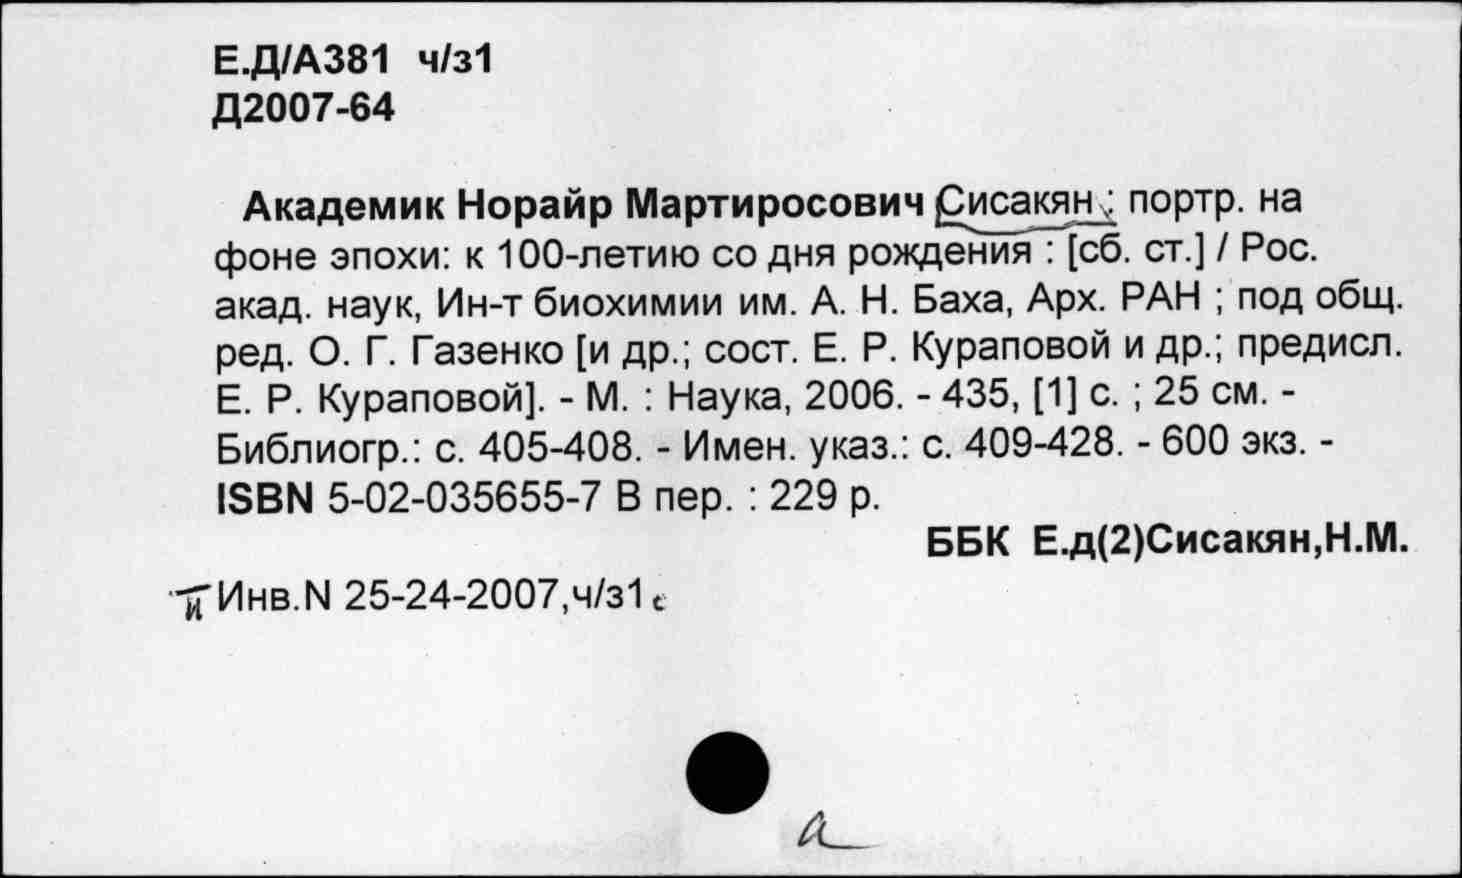 Е.Д/А381 ч/з1
Д2007-64
Академик Норайр Мартиросович Сисакян : портр. на
фоне эпохи: к 100-летию со дня рождения : [сб. ст.] / Рос.
акад. наук, Ин-т биохимии им. А. Н. Баха, Арх. РАН ; под общ.
ред. О. Г. Газенко [и др.; сост. Е. Р. Кураповой и др.; предисл.
Е. Р. Кураповой]. - М. : Наука, 2006. - 435, [1] с. ; 25 см. -
Библиогр.: с. 405-408. - Имен. указ.: с. 409-428. - 600 экз. -
ISBN 5-02-035655-7 В пер. : 229 р.
ББК Е.д(2)Сисакян,Н.М.
Инв.N 25-24-2007,ч/з1 с
а